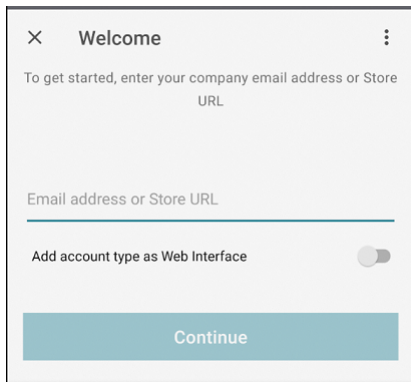 Welcome
To get started, enter your company email address or Store
URL
Email address or Store URL
Add account type as Web Interface
Continue